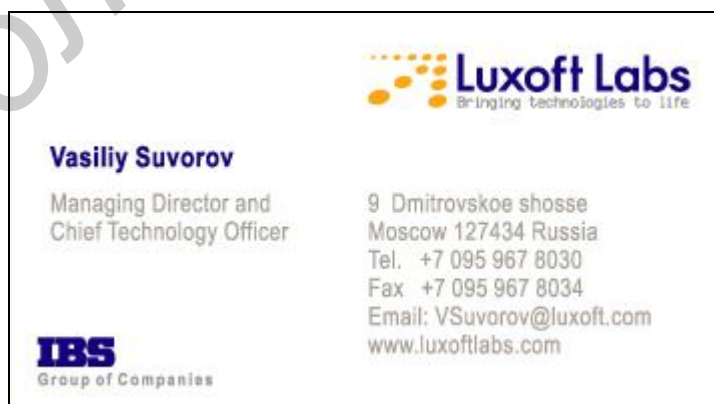 Luxoft Labs
Bringing technologies to life
Vasiliy Suvorov
Managing Director and
Chief Technology Officer
9 Dmitrovskoe shosse
Moscow 127434 Russia
Tel. +7 095 967 8030
Fax +7 095 967 8034
Email: VSuvorov@luxoft.com
www.luxoftlabs.com
IBS
Group of Companies